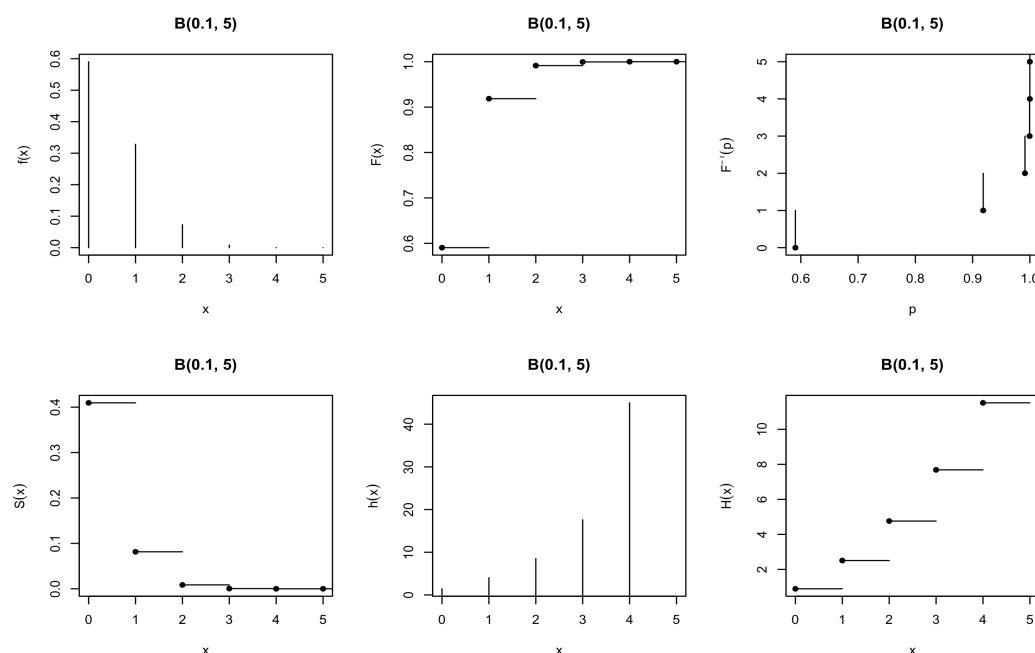 B(0.1, 5)
f(x)
0.0 0.1 0.2 0.3 0.4 0.5 0.6
0 1 2 3 4 5
x
B(0.1, 5)
F(x)
0.6 0.7 0.8 0.9 1.0
0 1 2 3 4 5
x
B(0.1, 5)
F⁻¹(p)
0 1 2 3 4 5
0.6 0.7 0.8 0.9 1.0
p
B(0.1, 5)
S(x)
0.0 0.1 0.2 0.3 0.4
0 1 2 3 4 5
x
B(0.1, 5)
h(x)
0 10 20 30 40
0 1 2 3 4 5
x
B(0.1, 5)
H(x)
2 4 6 8 10
0 1 2 3 4 5
x